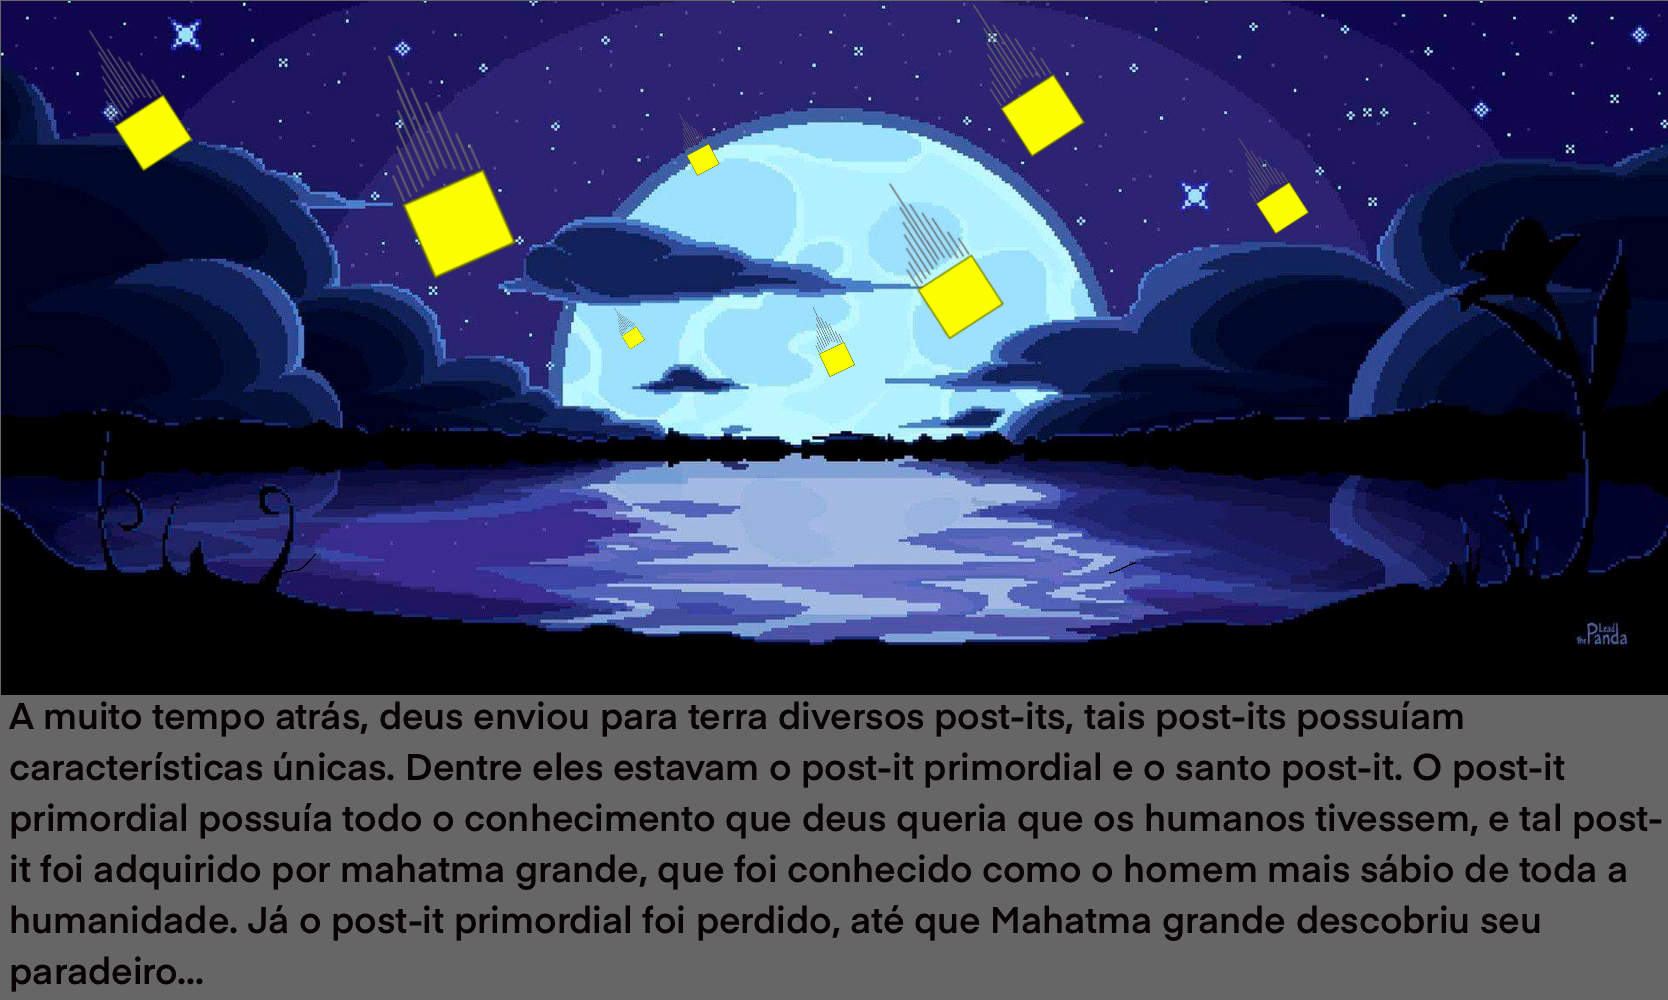 the Lead Panda
A muito tempo atrás, deus enviou para terra diversos post-its, tais post-its possuíam
características únicas. Dentre eles estavam o post-it primordial e o santo post-it. O post-it
primordial possuía todo o conhecimento que deus queria que os humanos tivessem, e tal post-
it foi adquirido por mahatma grande, que foi conhecido como o homem mais sábio de toda a
humanidade. Já o post-it primordial foi perdido, até que Mahatma grande descobriu seu
paradeiro...